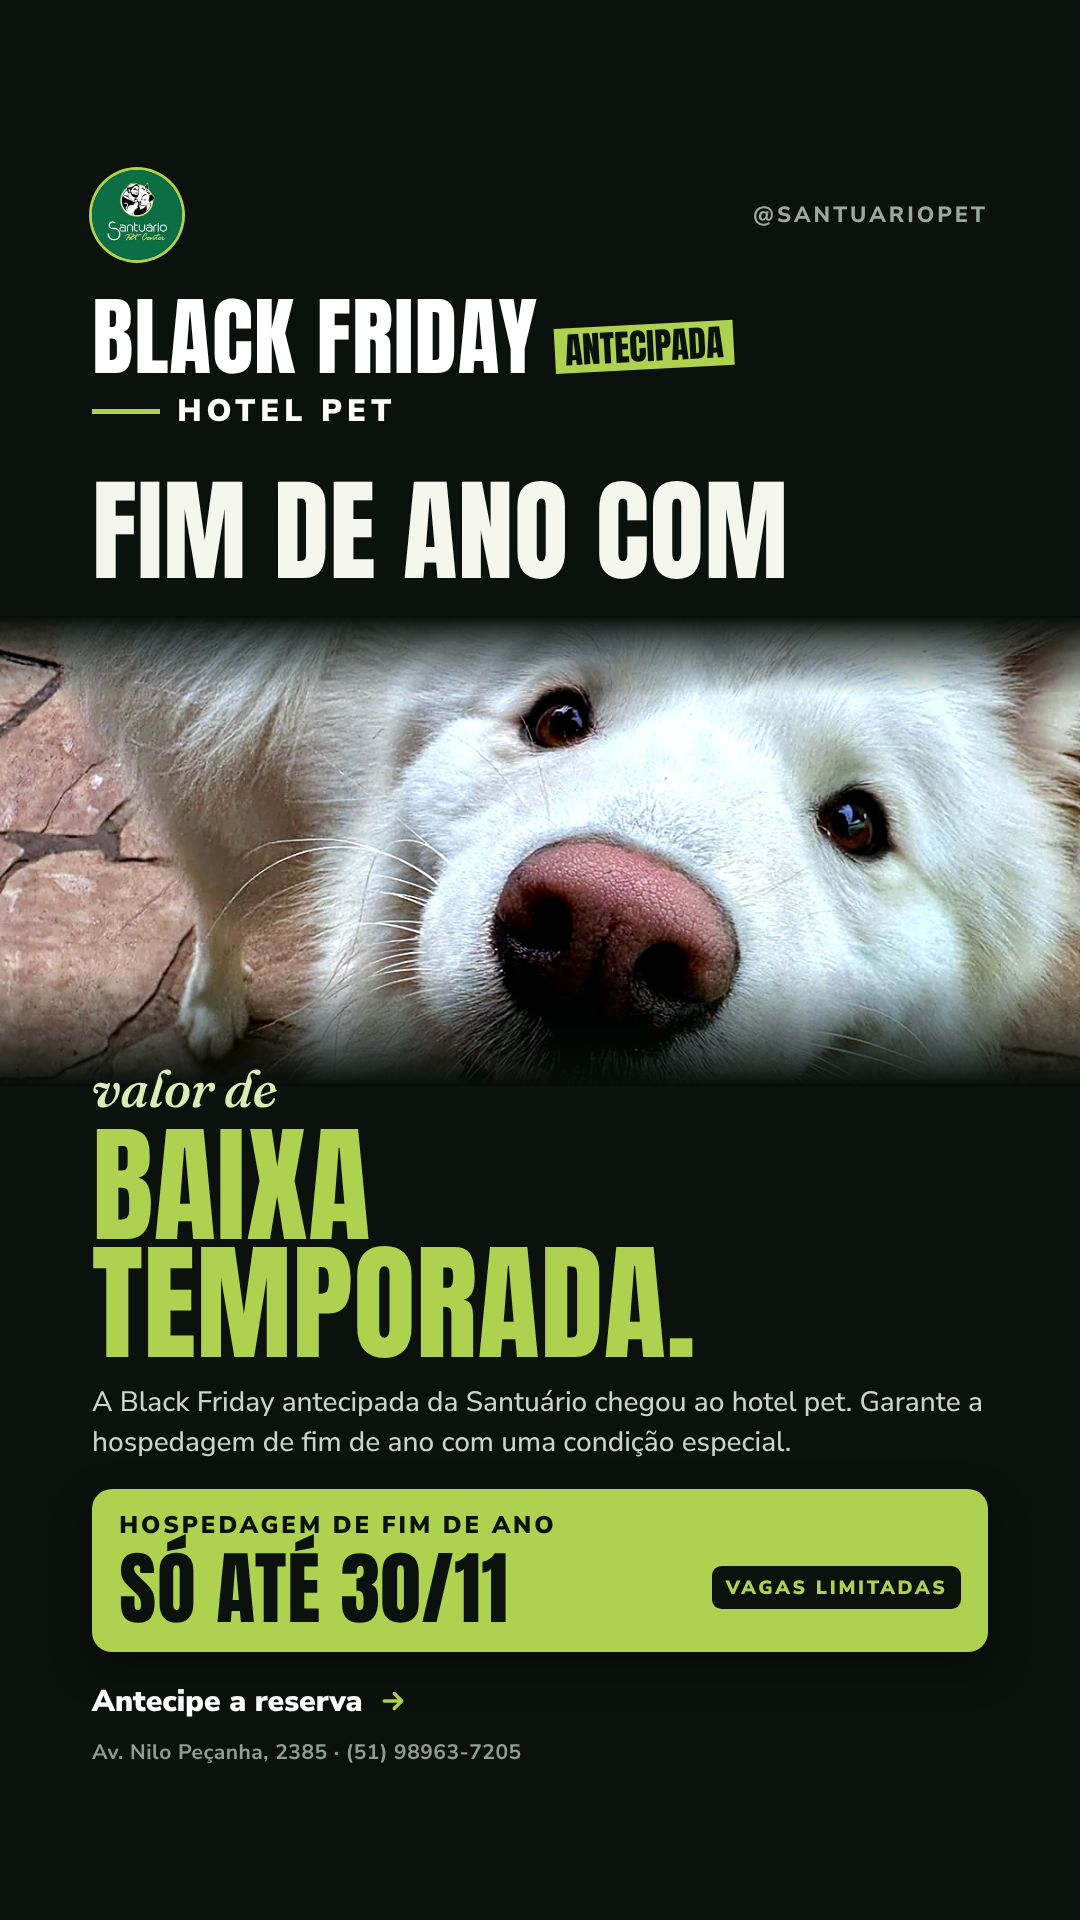 Santuário
Pet Center
@SANTUARIOPET
BLACK FRIDAY ANTECIPADA
HOTEL PET
FIM DE ANO COM
valor de
BAIXA
TEMPORADA.
A Black Friday antecipada da Santuário chegou ao hotel pet. Garante a
hospedagem de fim de ano com uma condição especial.
HOSPEDAGEM DE FIM DE ANO
SÓ ATÉ 30/11
VAGAS LIMITADAS
Antecipe a reserva →
Av. Nilo Peçanha, 2385 · (51) 98963-7205